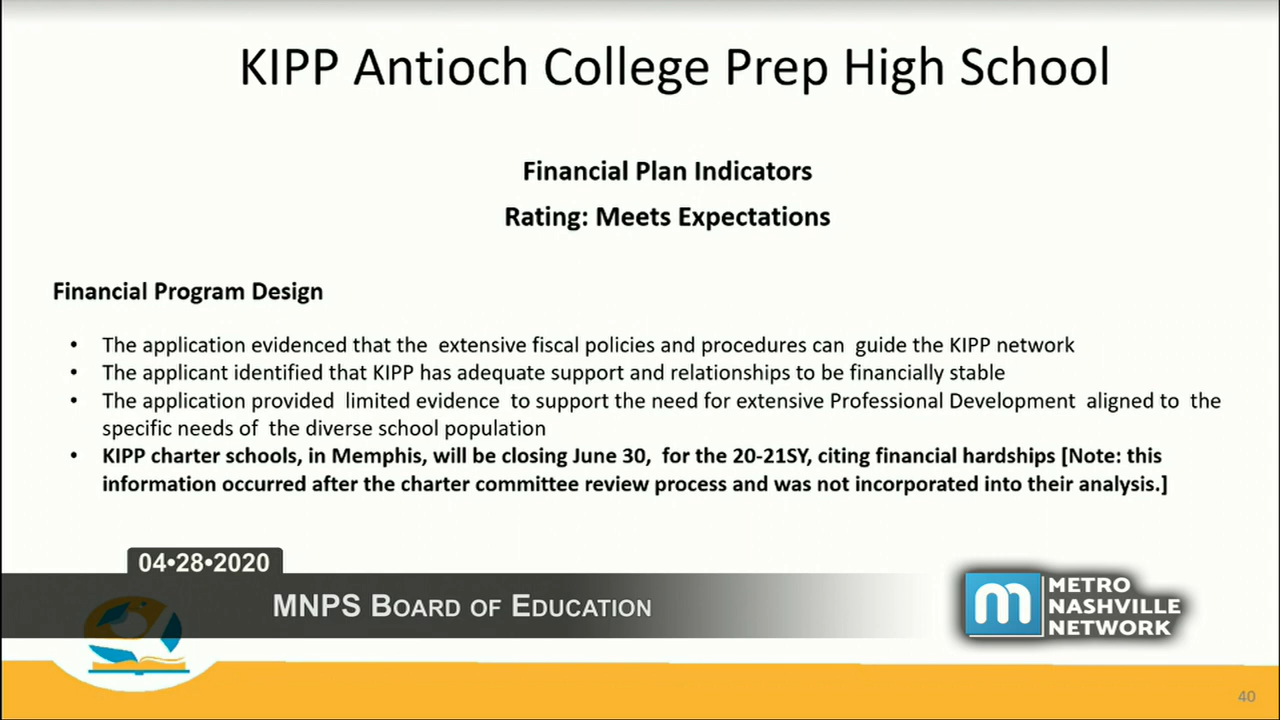 KIPP Antioch College Prep High School
Financial Plan Indicators
Rating: Meets Expectations
Financial Program Design
• The application evidenced that the extensive fiscal policies and procedures can guide the KIPP network
• The applicant identified that KIPP has adequate support and relationships to be financially stable
• The application provided limited evidence to support the need for extensive Professional Development aligned to the
specific needs of the diverse school population
• KIPP charter schools, in Memphis, will be closing June 30, for the 20-21SY, citing financial hardships [Note: this
information occurred after the charter committee review process and was not incorporated into their analysis.]
04•28•2020
MNPS BOARD OF EDUCATION
m METRO
NASHVILLE
NETWORK
40